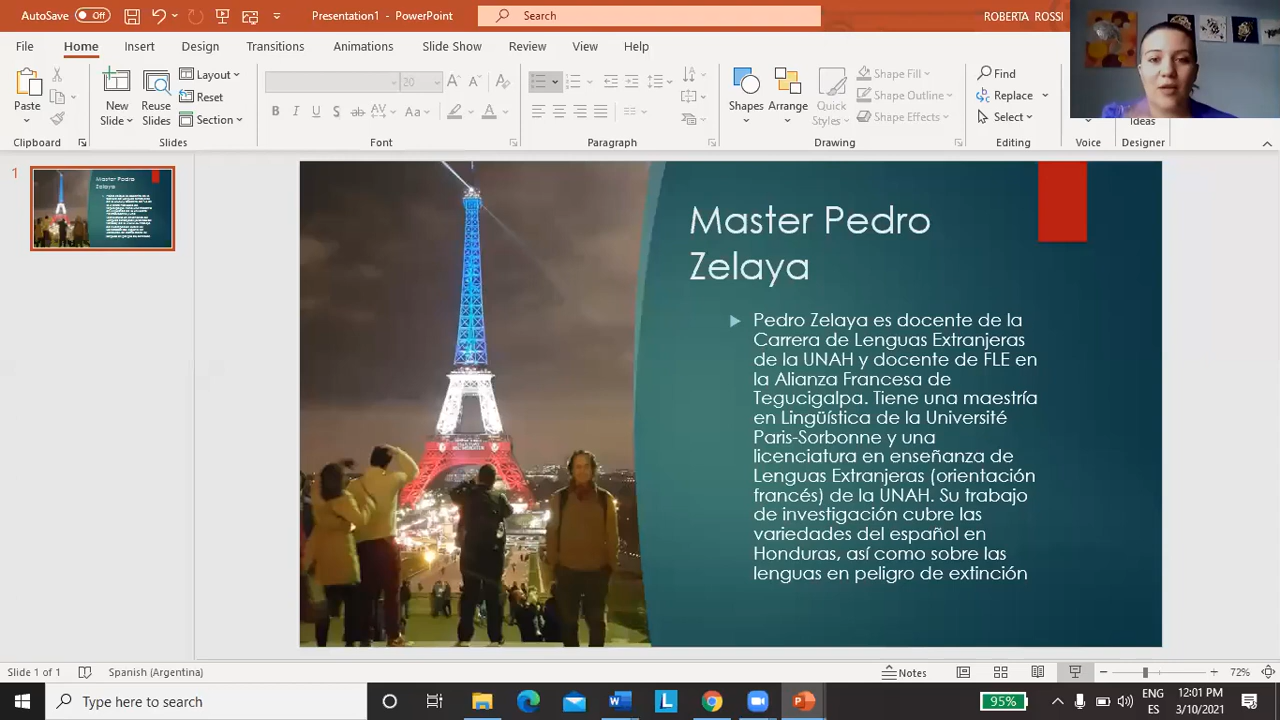 AutoSave Off
Presentation1 - PowerPoint
Search
ROBERTA ROSSI
File Home Insert Design Transitions Animations Slide Show Review View Help
Paste
New Slide
Reuse Slides
Layout
Reset
Section
20
B I U S ab AV Aa A
Shapes
Arrange
Quick Styles
Shape Fill
Shape Outline
Shape Effects
Find
Replace
Select
Ideas
Clipboard Slides Font Paragraph Drawing Editing Voice Designer
1
Master Pedro
Zelaya
Pedro Zelaya es docente de la
Carrera de Lenguas Extranjeras
de la UNAH y docente de FLE en
la Alianza Francesa de
Tegucigalpa. Tiene una maestría
en Lingüística de la Université
Paris-Sorbonne y una
licenciatura en enseñanza de
Lenguas Extranjeras (orientación
francés) de la UNAH. Su trabajo
de investigación cubre las
variedades del español en
Honduras, así como sobre las
lenguas en peligro de extinción
Slide 1 of 1
Spanish (Argentina)
Notes
72%
Type here to search
95%
ENG
ES
12:01 PM
3/10/2021